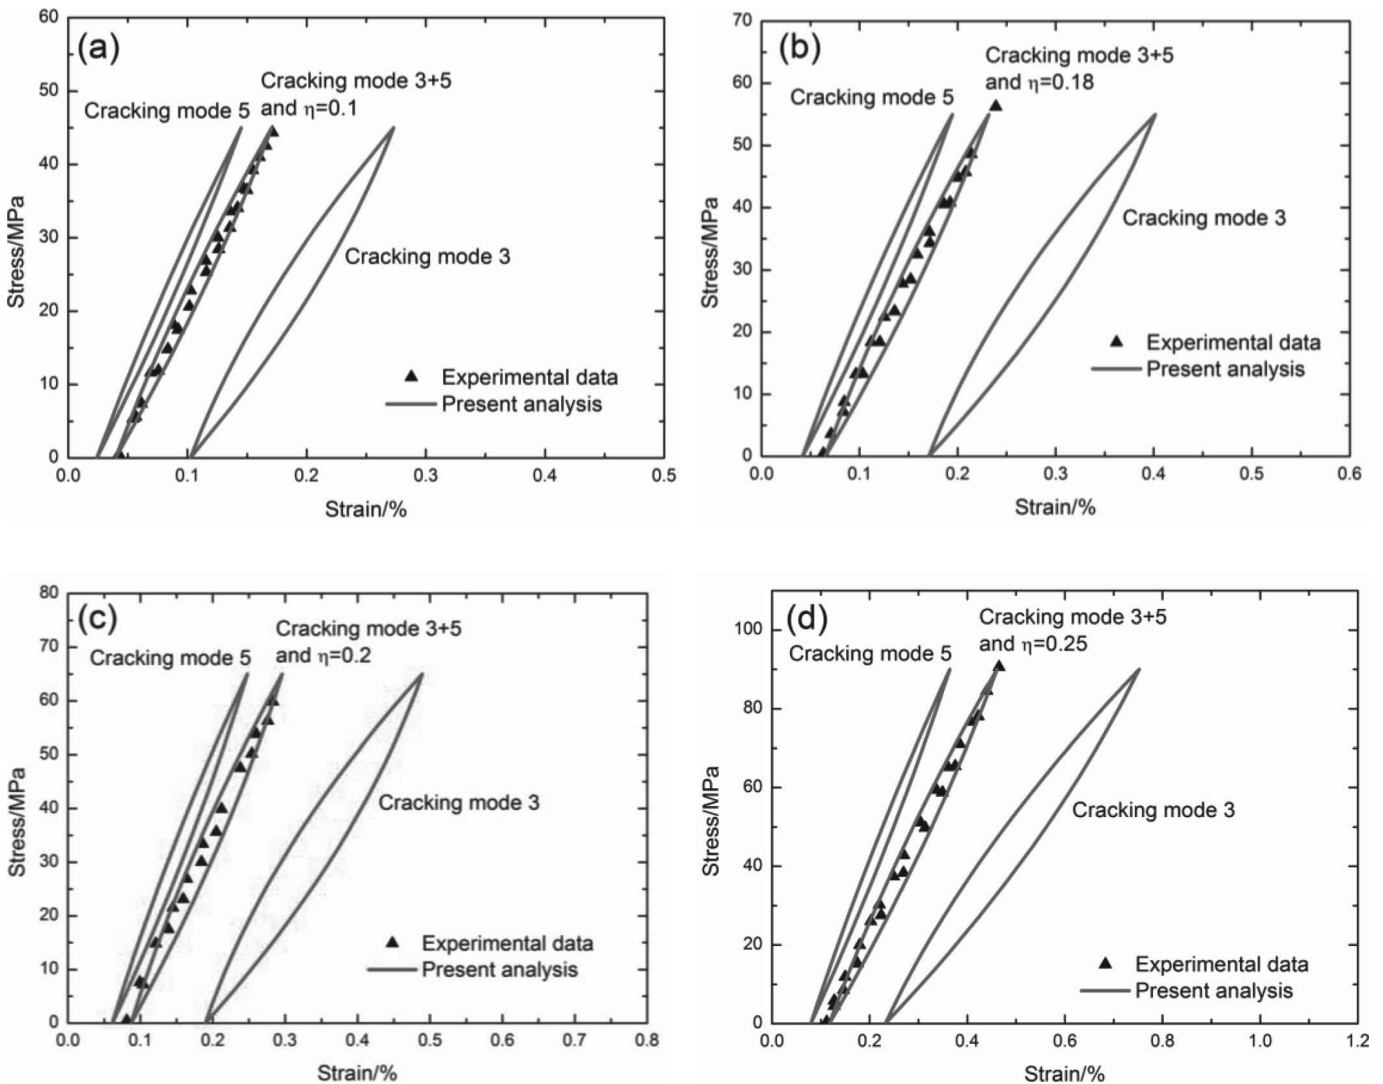 (a)
Cracking mode 3+5
and η=0.1
Cracking mode 5
Cracking mode 3
Experimental data
Present analysis
Stress/MPa
60
50
40
30
20
10
0
0.0 0.1 0.2 0.3 0.4 0.5
Strain/%
(b)
Cracking mode 3+5
and η=0.18
Cracking mode 5
Cracking mode 3
Experimental data
Present analysis
Stress/MPa
70
60
50
40
30
20
10
0
0.0 0.1 0.2 0.3 0.4 0.5 0.6
Strain/%
(c)
Cracking mode 3+5
and η=0.2
Cracking mode 5
Cracking mode 3
Experimental data
Present analysis
Stress/MPa
80
70
60
50
40
30
20
10
0
0.0 0.1 0.2 0.3 0.4 0.5 0.6 0.7 0.8
Strain/%
(d)
Cracking mode 3+5
and η=0.25
Cracking mode 5
Cracking mode 3
Experimental data
Present analysis
Stress/MPa
100
80
60
40
20
0
0.0 0.2 0.4 0.6 0.8 1.0 1.2
Strain/%